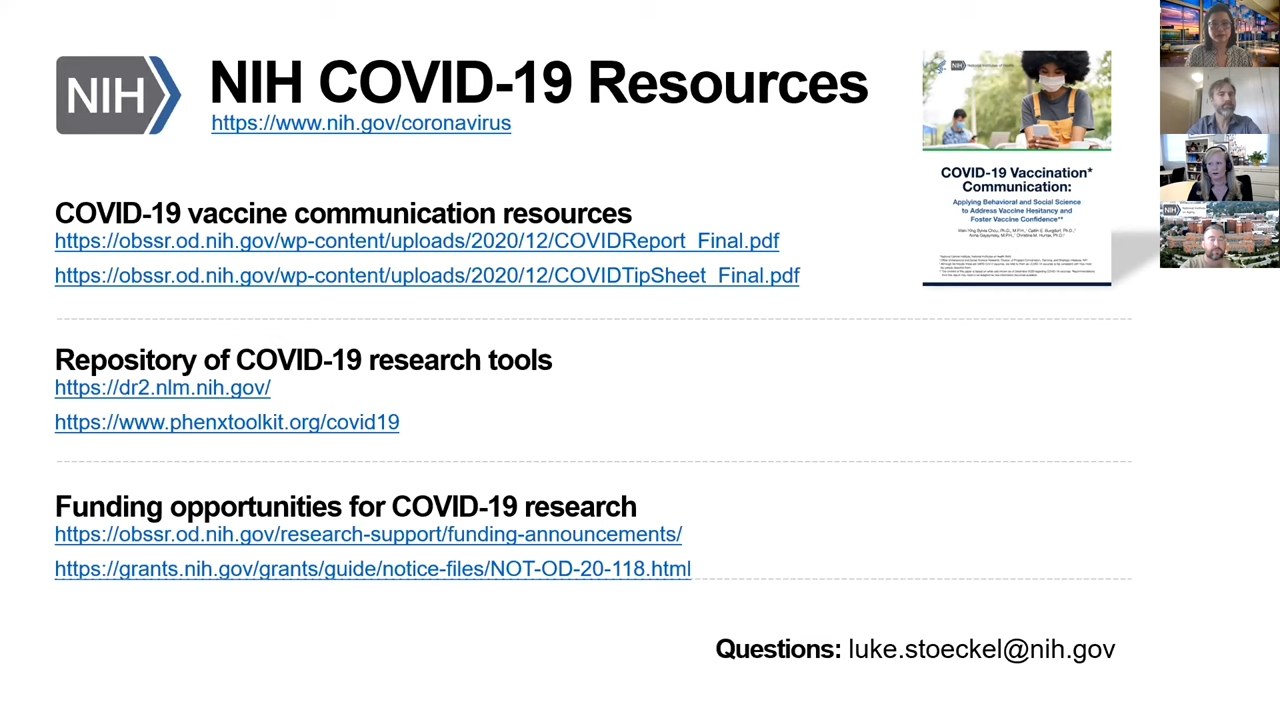 NIH
NIH COVID-19 Resources
https://www.nih.gov/coronavirus
COVID-19 vaccine communication resources
https://obssr.od.nih.gov/wp-content/uploads/2020/12/COVIDReport_Final.pdf
https://obssr.od.nih.gov/wp-content/uploads/2020/12/COVIDTipSheet_Final.pdf
Repository of COVID-19 research tools
https://dr2.nlm.nih.gov/
https://www.phenxtoolkit.org/covid19
Funding opportunities for COVID-19 research
https://obssr.od.nih.gov/research-support/funding-announcements/
https://grants.nih.gov/grants/guide/notice-files/NOT-OD-20-118.html
Questions: luke.stoeckel@nih.gov
NIH
COVID-19 Vaccination*
Communication:
Applying Behavioral and Social Science
to Address Vaccine Hesitancy and
Foster Vaccine Confidence**
NIH